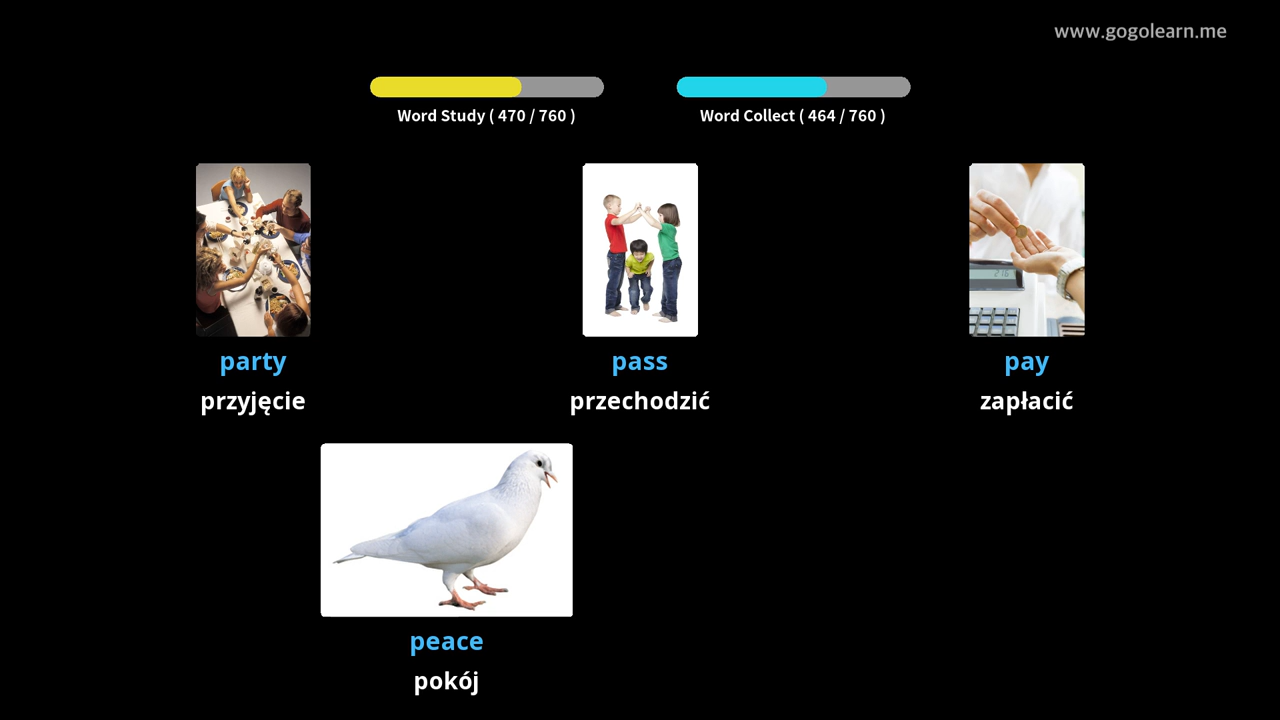 www.gogolearn.me
Word Study ( 470 / 760 )
Word Collect ( 464 / 760 )
party
pass
pay
przyjęcie
przechodzić
zapłacić
peace
pokój